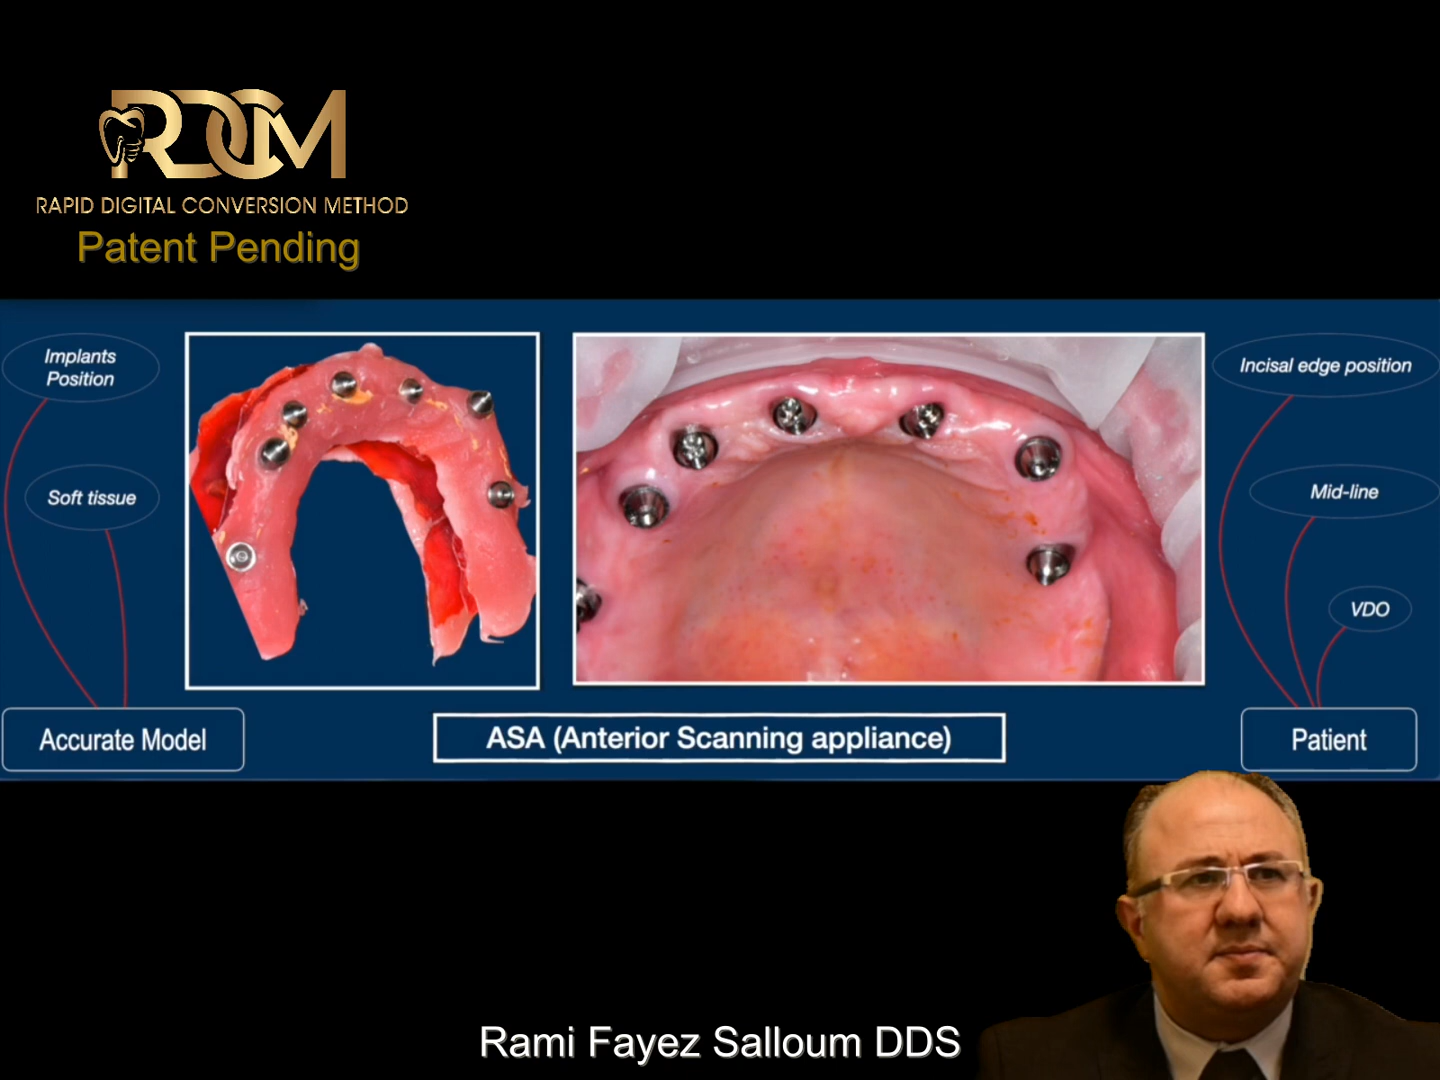 RDCM
RAPID DIGITAL CONVERSION METHOD
Patent Pending
Implants
Position
Soft tissue
Accurate Model
ASA (Anterior Scanning appliance)
Incisal edge position
Mid-line
VDO
Patient
Rami Fayez Salloum DDS